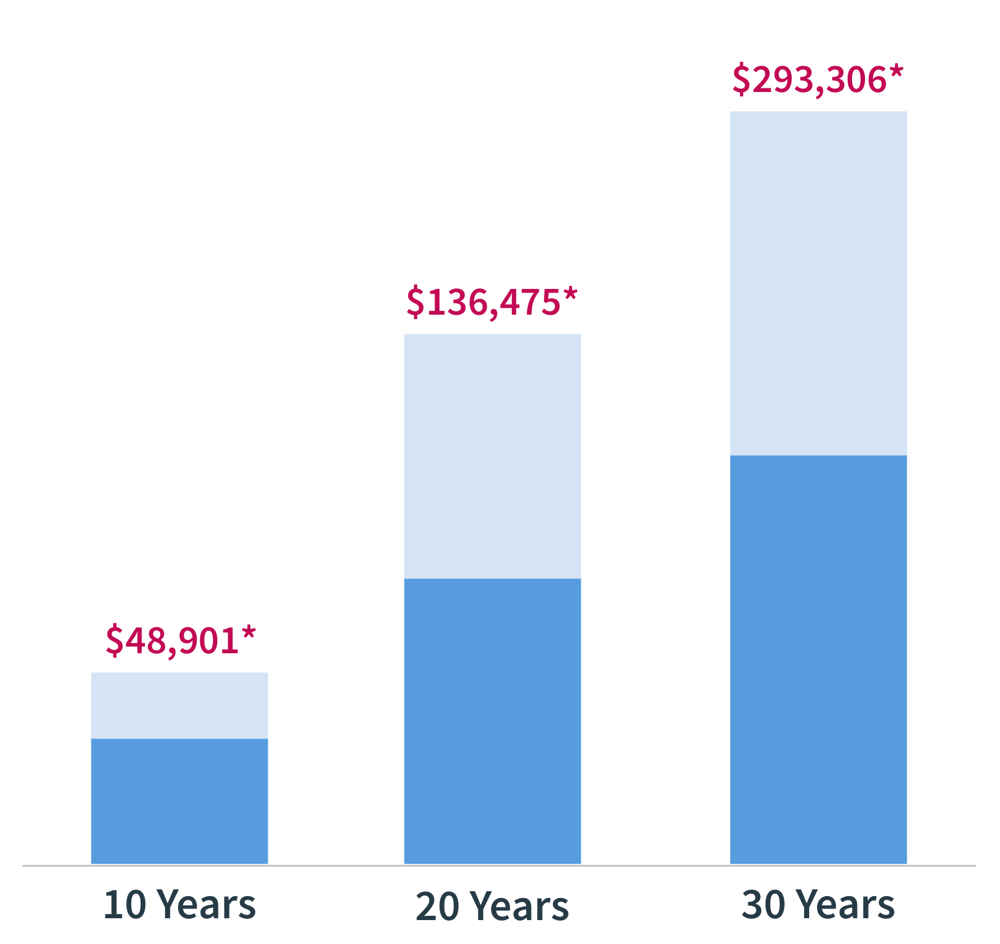 $293,306*
$136,475*
$48,901*
10 Years
20 Years
30 Years